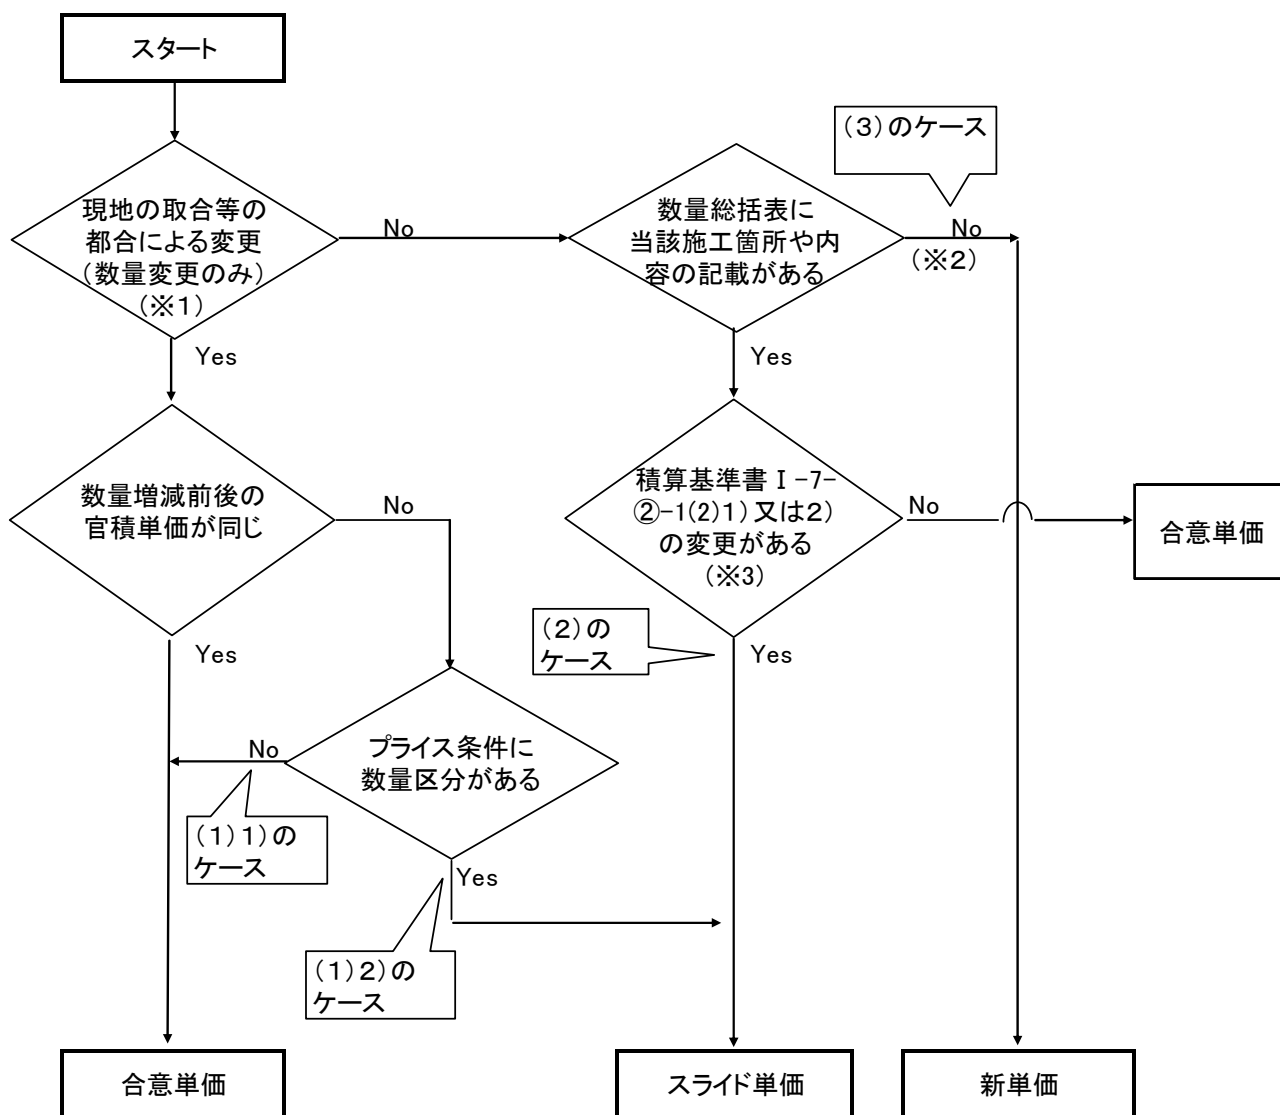 スタート
(3)のケース
現地の取合等の
都合による変更
(数量変更のみ)
(※1)
No
数量総括表に
当該施工箇所や内
容の記載がある
No
(※2)
Yes
Yes
数量増減前後の
官積単価が同じ
No
積算基準書Ⅰ-7-
②-1(2)1)又は2)
の変更がある
(※3)
No
合意単価
Yes
(2)の
ケース
Yes
プライス条件に
数量区分がある
No
(1)1)の
ケース
Yes
(1)2)の
ケース
合意単価
スライド単価
新単価